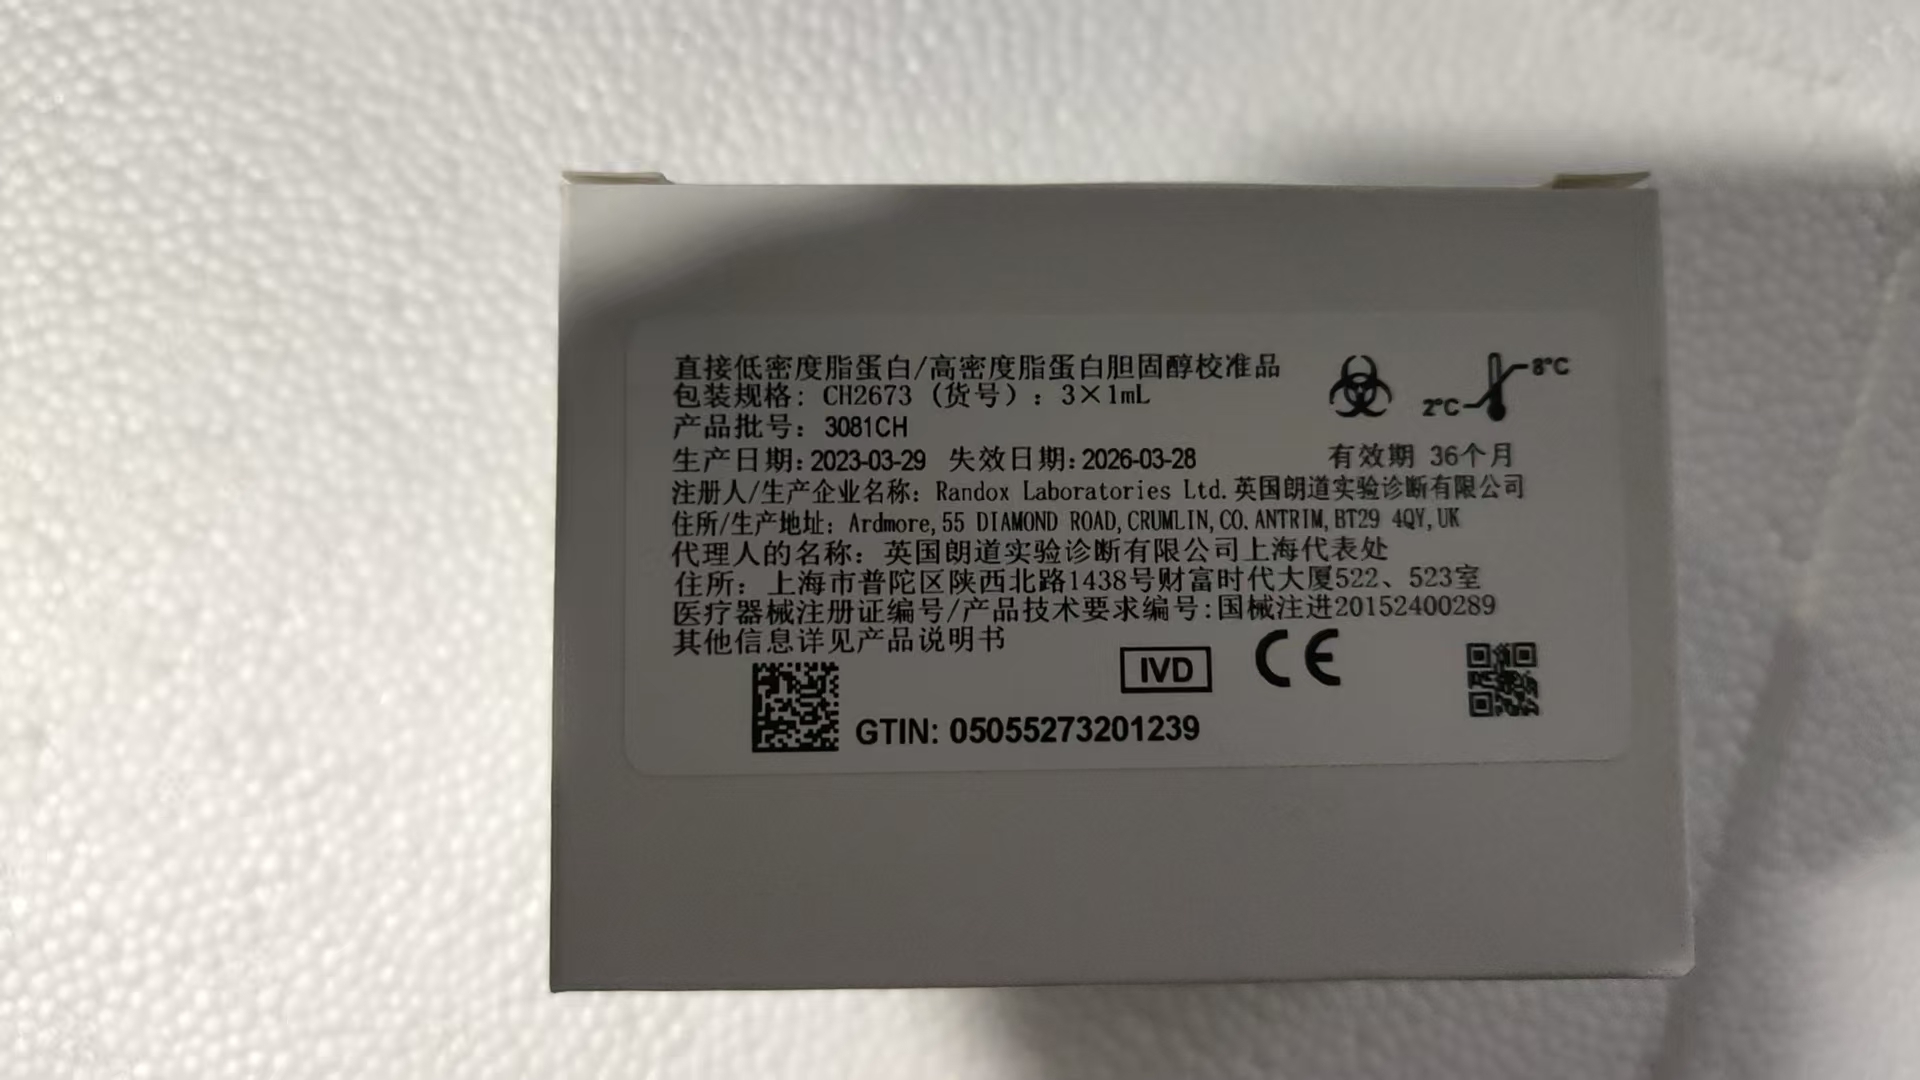 直接低密度脂蛋白/高密度脂蛋白胆固醇校准品
包装规格: CH2673 (货号) : 3×1mL
产品批号: 3081CH
生产日期: 2023-03-29 失效日期: 2026-03-28
8°C
2°C
有效期 36个月
注册人/生产企业名称: Randox Laboratories Ltd. 英国朗道实验诊断有限公司
住所/生产地址: Ardmore, 55 DIAMOND ROAD, CRUMLIN, CO. ANTRIM, BT29 4QY, UK
代理人的名称: 英国朗道实验诊断有限公司上海代表处
住所: 上海市普陀区陕西北路1438号财富时代大厦522、523室
医疗器械注册证编号/产品技术要求编号: 国械注进20152400289
其他信息详见产品说明书
IVD CE
GTIN: 05055273201239